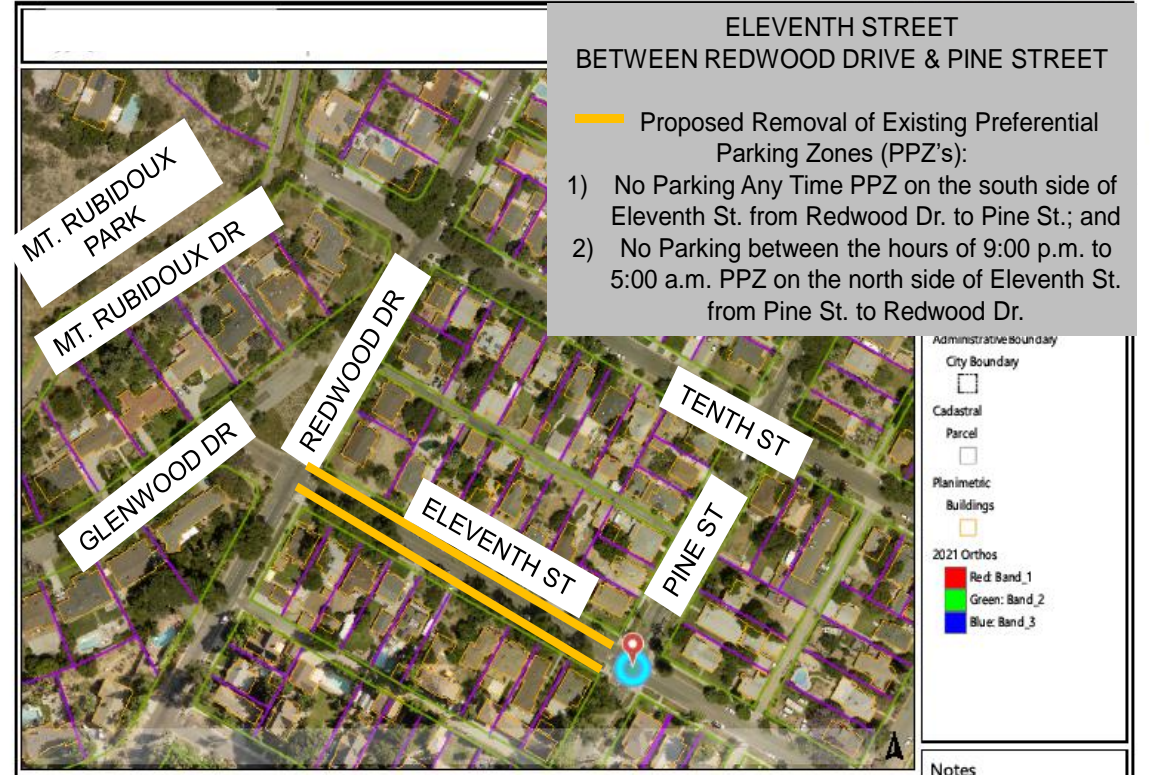 ELEVENTH STREET
BETWEEN REDWOOD DRIVE & PINE STREET
Proposed Removal of Existing Preferential
Parking Zones (PPZ's):
1) No Parking Any Time PPZ on the south side of
Eleventh St. from Redwood Dr. to Pine St.; and
2) No Parking between the hours of 9:00 p.m. to
5:00 a.m. PPZ on the north side of Eleventh St.
from Pine St. to Redwood Dr.
MT. RUBIDOUX
PARK
MT. RUBIDOUX DR
REDWOOD DR
GLENWOOD DR
ELEVENTH ST
TENTH ST
PINE ST
Administrative Boundary
City Boundary
Cadastral
Parcel
Planimetric
Buildings
2021 Orthos
Red: Band_1
Green: Band_2
Blue: Band_3
Notes